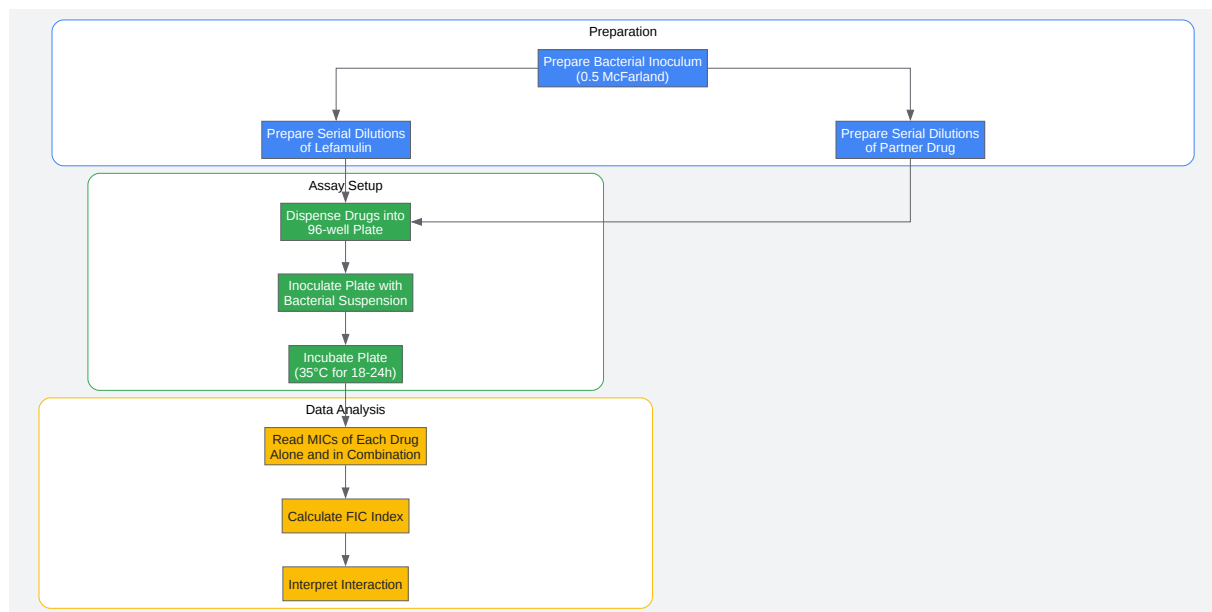 Preparation
Prepare Bacterial Inoculum
(0.5 McFarland)
Prepare Serial Dilutions
of Lefamulin
Prepare Serial Dilutions
of Partner Drug
Assay Setup
Dispense Drugs into
96-well Plate
Inoculate Plate with
Bacterial Suspension
Incubate Plate
(35°C for 18-24h)
Data Analysis
Read MICs of Each Drug
Alone and in Combination
Calculate FIC Index
Interpret Interaction